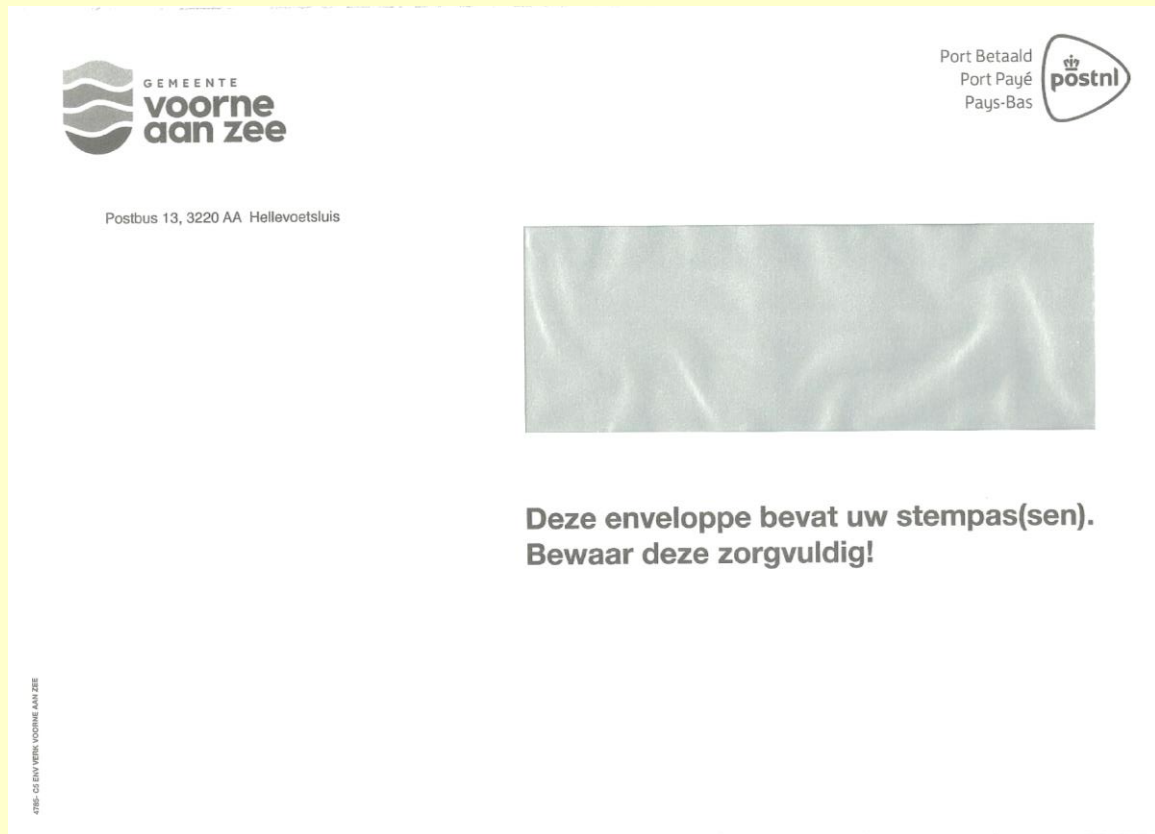 GEMEENTE
voorne
aan zee
Port Betaald
Port Payé
Pays-Bas
postnl
Postbus 13, 3220 AA Hellevoetsluis
Deze enveloppe bevat uw stempas(sen).
Bewaar deze zorgvuldig!
4785- C5 ENV VERK VOORNE AAN ZEE